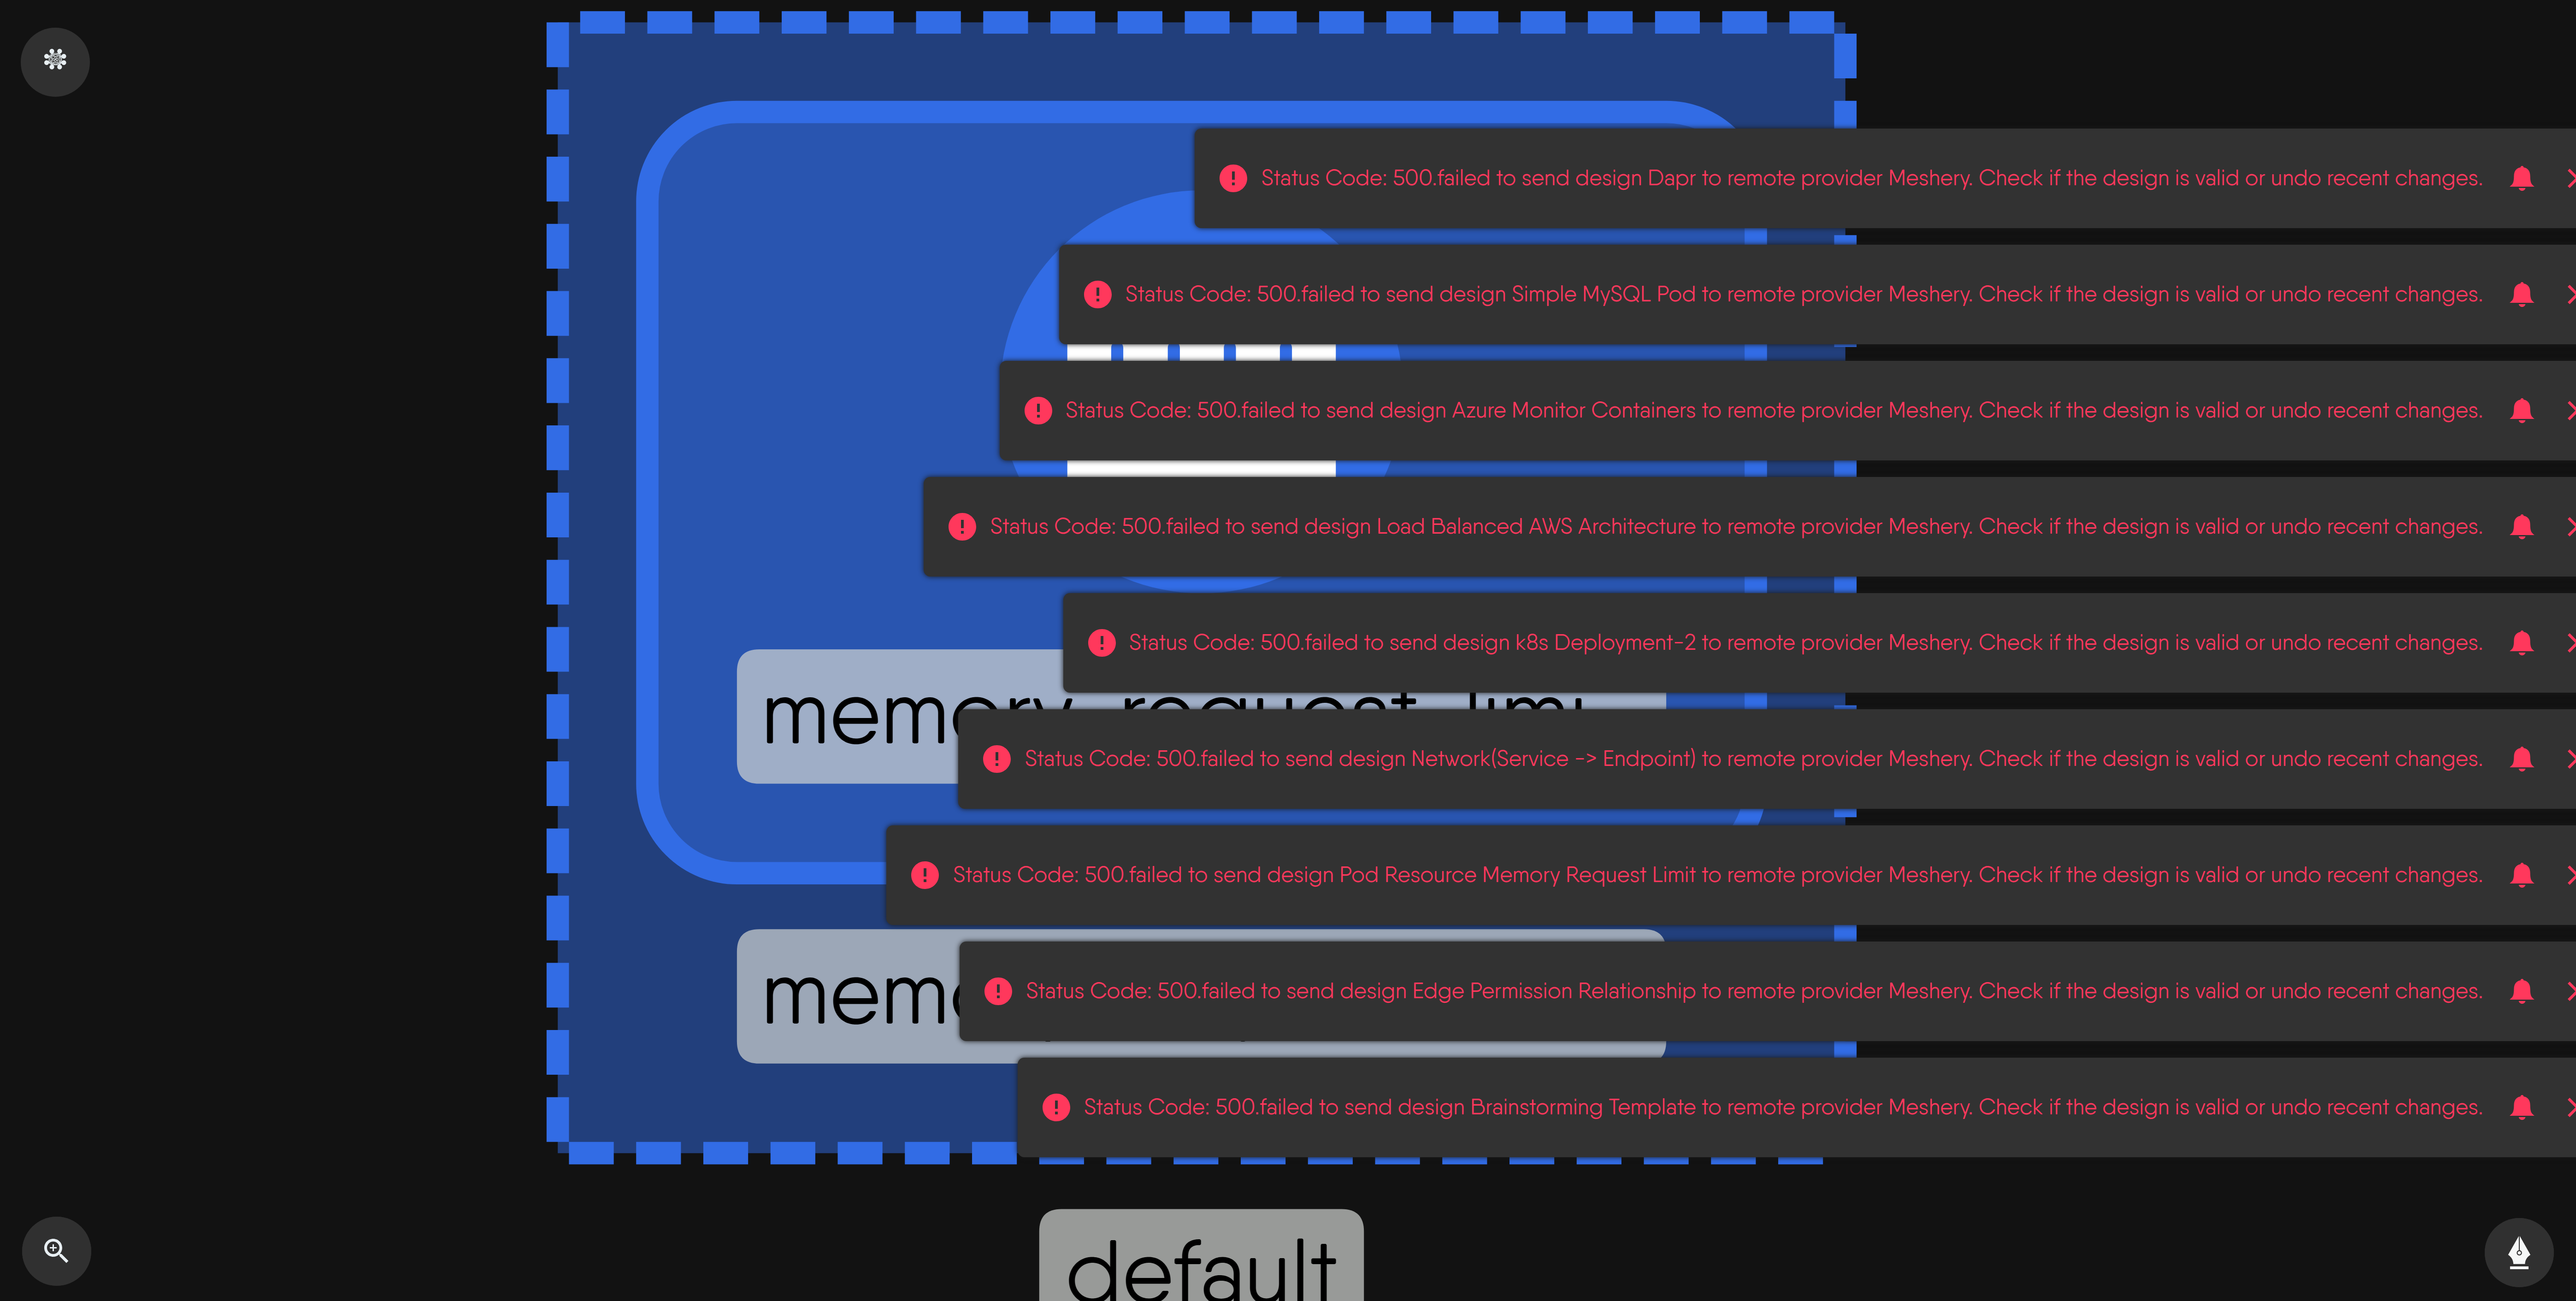 Status Code: 500.failed to send design Dapr to remote provider Meshery. Check if the design is valid or undo recent changes.
Status Code: 500.failed to send design Simple MySQL Pod to remote provider Meshery. Check if the design is valid or undo recent changes.
Status Code: 500.failed to send design Azure Monitor Containers to remote provider Meshery. Check if the design is valid or undo recent changes.
Status Code: 500.failed to send design Load Balanced AWS Architecture to remote provider Meshery. Check if the design is valid or undo recent changes.
Status Code: 500.failed to send design k8s Deployment-2 to remote provider Meshery. Check if the design is valid or undo recent changes.
memory request limi
Status Code: 500.failed to send design Network(Service -> Endpoint) to remote provider Meshery. Check if the design is valid or undo recent changes.
Status Code: 500.failed to send design Pod Resource Memory Request Limit to remote provider Meshery. Check if the design is valid or undo recent changes.
Status Code: 500.failed to send design Edge Permission Relationship to remote provider Meshery. Check if the design is valid or undo recent changes.
Status Code: 500.failed to send design Brainstorming Template to remote provider Meshery. Check if the design is valid or undo recent changes.
default